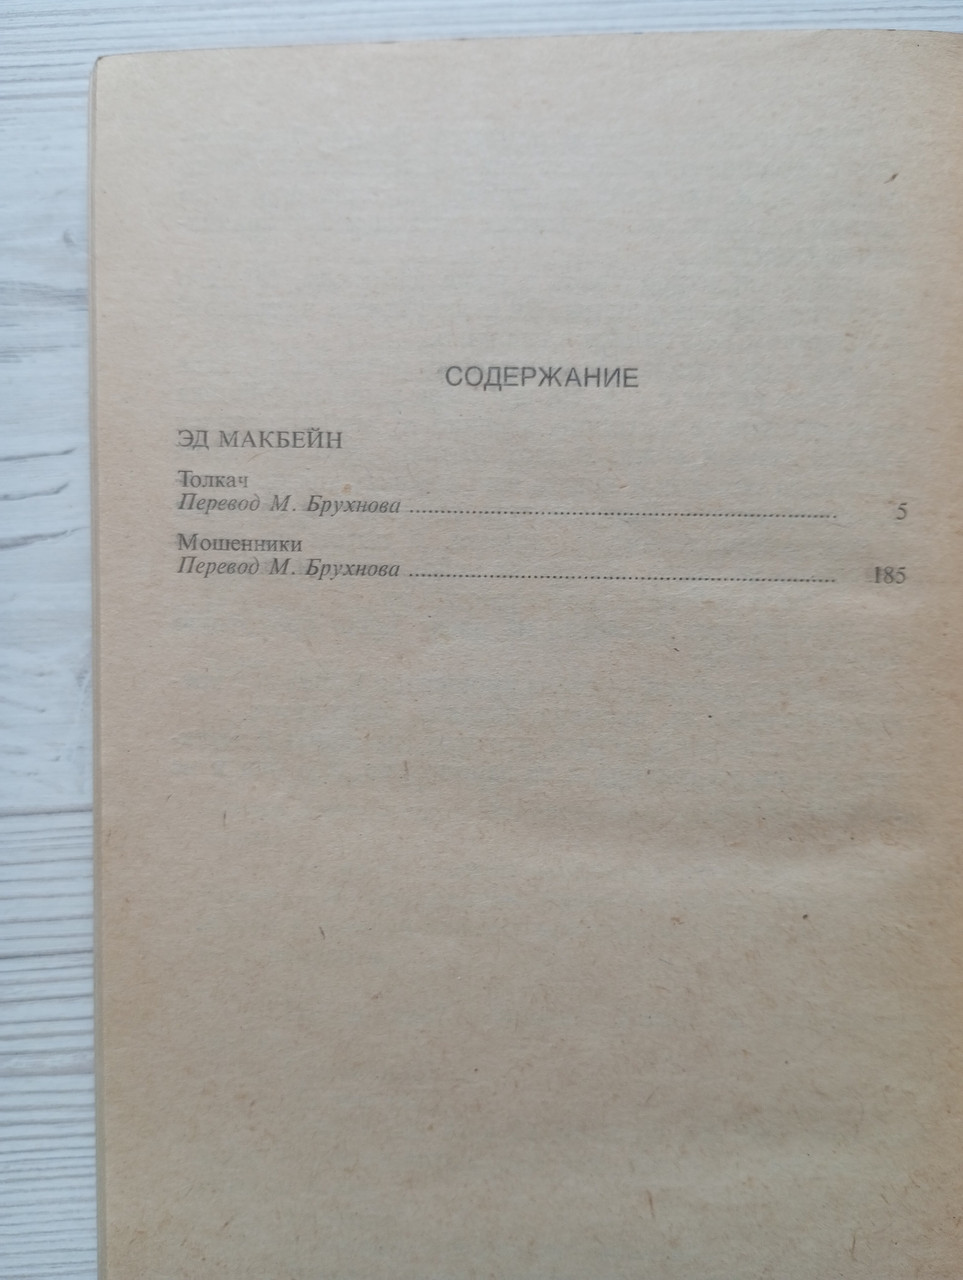 СОДЕРЖАНИЕ
ЭД МАКБЕЙН
Толкач
Перевод М. Брухнова ........................................................ 5
Мошенники
Перевод М. Брухнова ........................................................ 185